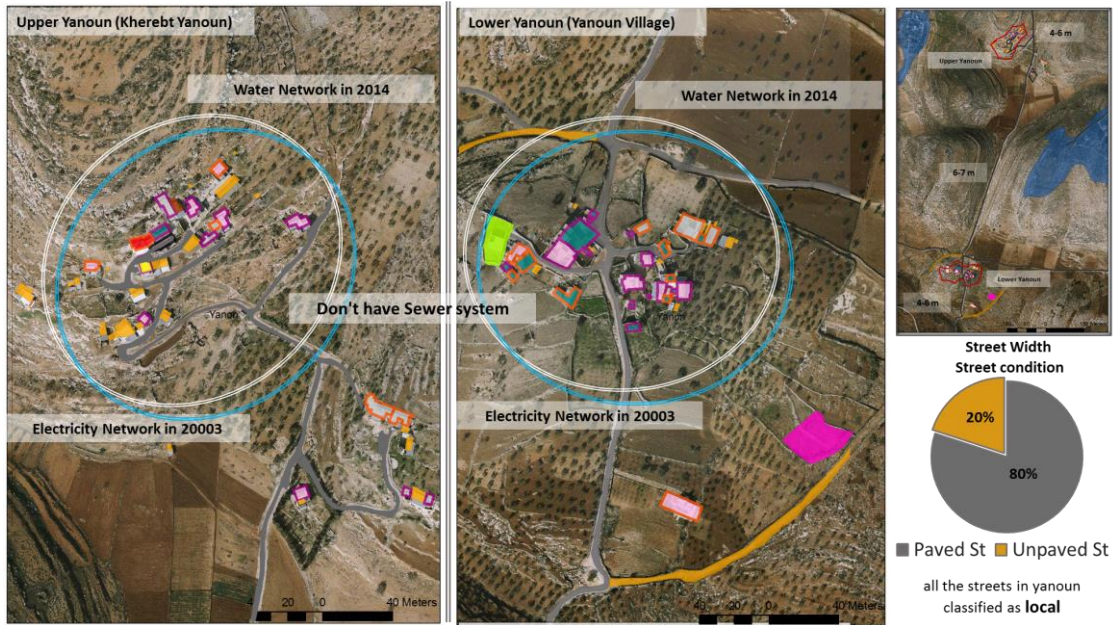 Upper Yanoun (Kherebt Yanoun)
Water Network in 2014
Yanon
Don't have Sewer system
Electricity Network in 20003
20
0
40 Meters
Lower Yanoun (Yanoun Village)
Water Network in 2014
Yanon
Electricity Network in 20003
40
20
0
40 Meters
4-6 m
Upper Yanoun
6-7 m
Lower Yanoun
4-6 m
Street Width
Street condition
20%
80%
Paved St
Unpaved St
all the streets in yanoun
classified as local